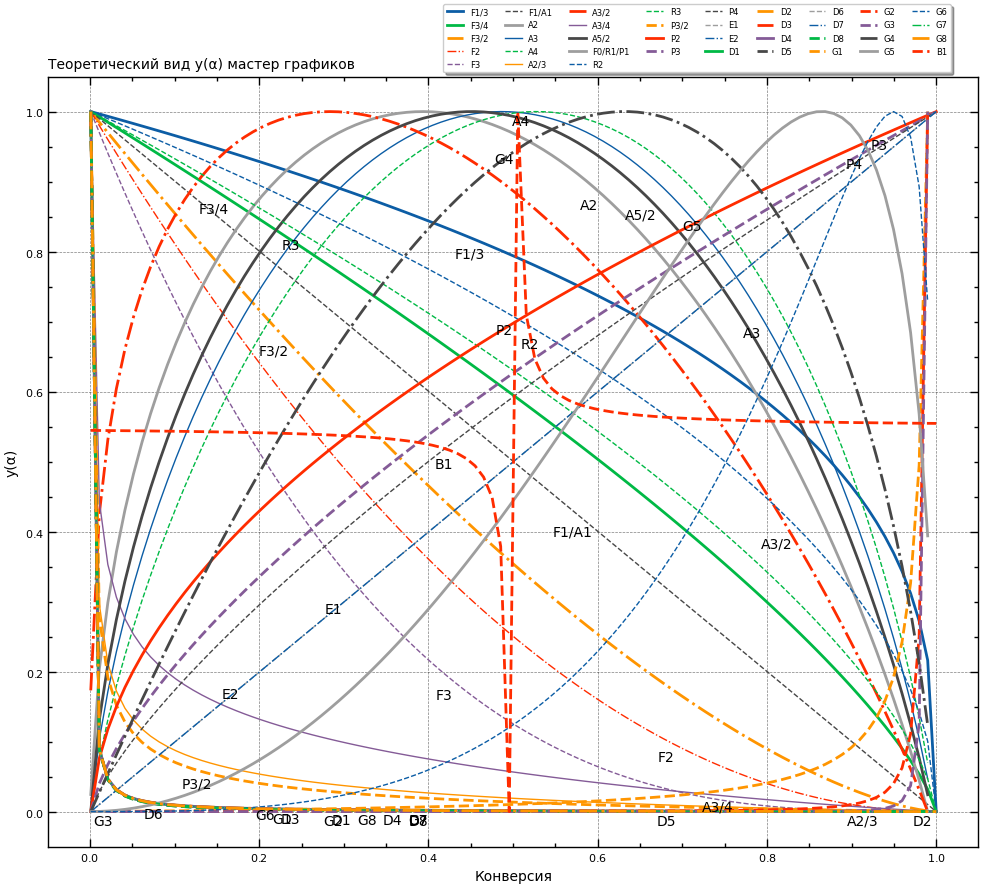 F1/3 F1/A1 A3/2 R3 P4 D2 D6 G2 G6
F3/4 A2 A3/4 P3/2 E1 D3 D7 G3 G7
F3/2 A3 A5/2 P2 E2 D4 D8 G4 G8
F2 A4 F0/R1/P1 P3 D1 D5 G1 G5 B1
F3 A2/3 R2
Теоретический вид y(α) мастер графиков
1.0
A4
P3
G4
P4
F3/4
A2
A5/2
G5
R3
0.8
F1/3
P2
A3
R2
F3/2
0.6
y(α)
B1
0.4
F1/A1
A3/2
E1
0.2
E2
F3
F2
P3/2
A3/4
0.0
G3 D6 G6 D3 D1 G8 D4 D8 D5 A2/3 D2
0.0 0.2 0.4 0.6 0.8 1.0
Конверсия